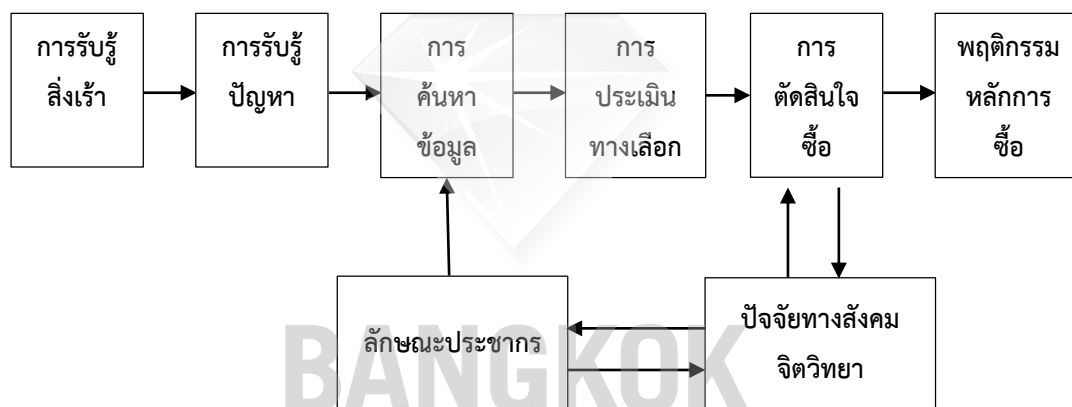 การรับรู้
สิ่งเร้า
การรับรู้
ปัญหา
การ
ค้นหา
ข้อมูล
การ
ประเมิน
ทางเลือก
การ
ตัดสินใจ
ซื้อ
พฤติกรรม
หลักการ
ซื้อ
ลักษณะประชากร
ปัจจัยทางสังคม
จิตวิทยา
BANGKOK